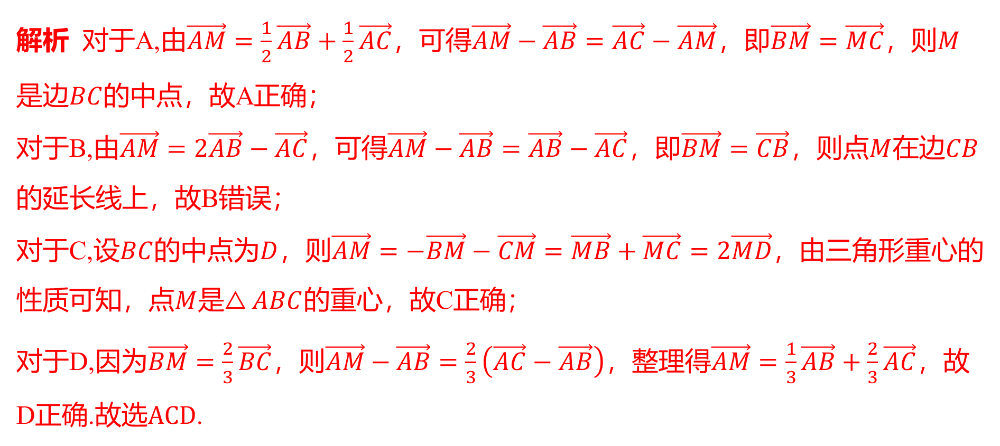 解析 对于A,由$\overrightarrow{AM}=\frac{1}{2}\overrightarrow{AB}+\frac{1}{2}\overrightarrow{AC}$，可得$\overrightarrow{AM}-\overrightarrow{AB}=\overrightarrow{AC}-\overrightarrow{AM}$，即$\overrightarrow{BM}=\overrightarrow{MC}$，则$M$
是边$BC$的中点，故A正确；
对于B,由$\overrightarrow{AM}=2\overrightarrow{AB}-\overrightarrow{AC}$，可得$\overrightarrow{AM}-\overrightarrow{AB}=\overrightarrow{AB}-\overrightarrow{AC}$，即$\overrightarrow{BM}=\overrightarrow{CB}$，则点$M$在边$CB$
的延长线上，故B错误；
对于C,设$BC$的中点为$D$，则$\overrightarrow{AM}=-\overrightarrow{BM}-\overrightarrow{CM}=\overrightarrow{MB}+\overrightarrow{MC}=2\overrightarrow{MD}$，由三角形重心的
性质可知，点$M$是$\triangle ABC$的重心，故C正确；
对于D,因为$\overrightarrow{BM}=\frac{2}{3}\overrightarrow{BC}$，则$\overrightarrow{AM}-\overrightarrow{AB}=\frac{2}{3}(\overrightarrow{AC}-\overrightarrow{AB})$，整理得$\overrightarrow{AM}=\frac{1}{3}\overrightarrow{AB}+\frac{2}{3}\overrightarrow{AC}$，故
D正确.故选ACD.